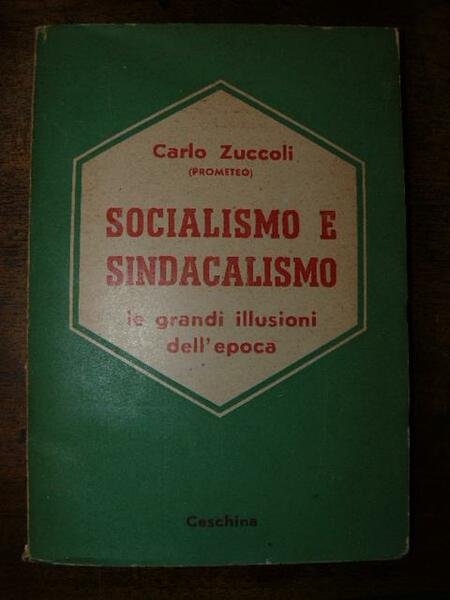 Carlo Zuccoli
(PROMETEO)
SOCIALISMO E
SINDACALISMO
le grandi illusioni
dell'epoca
Ceschina